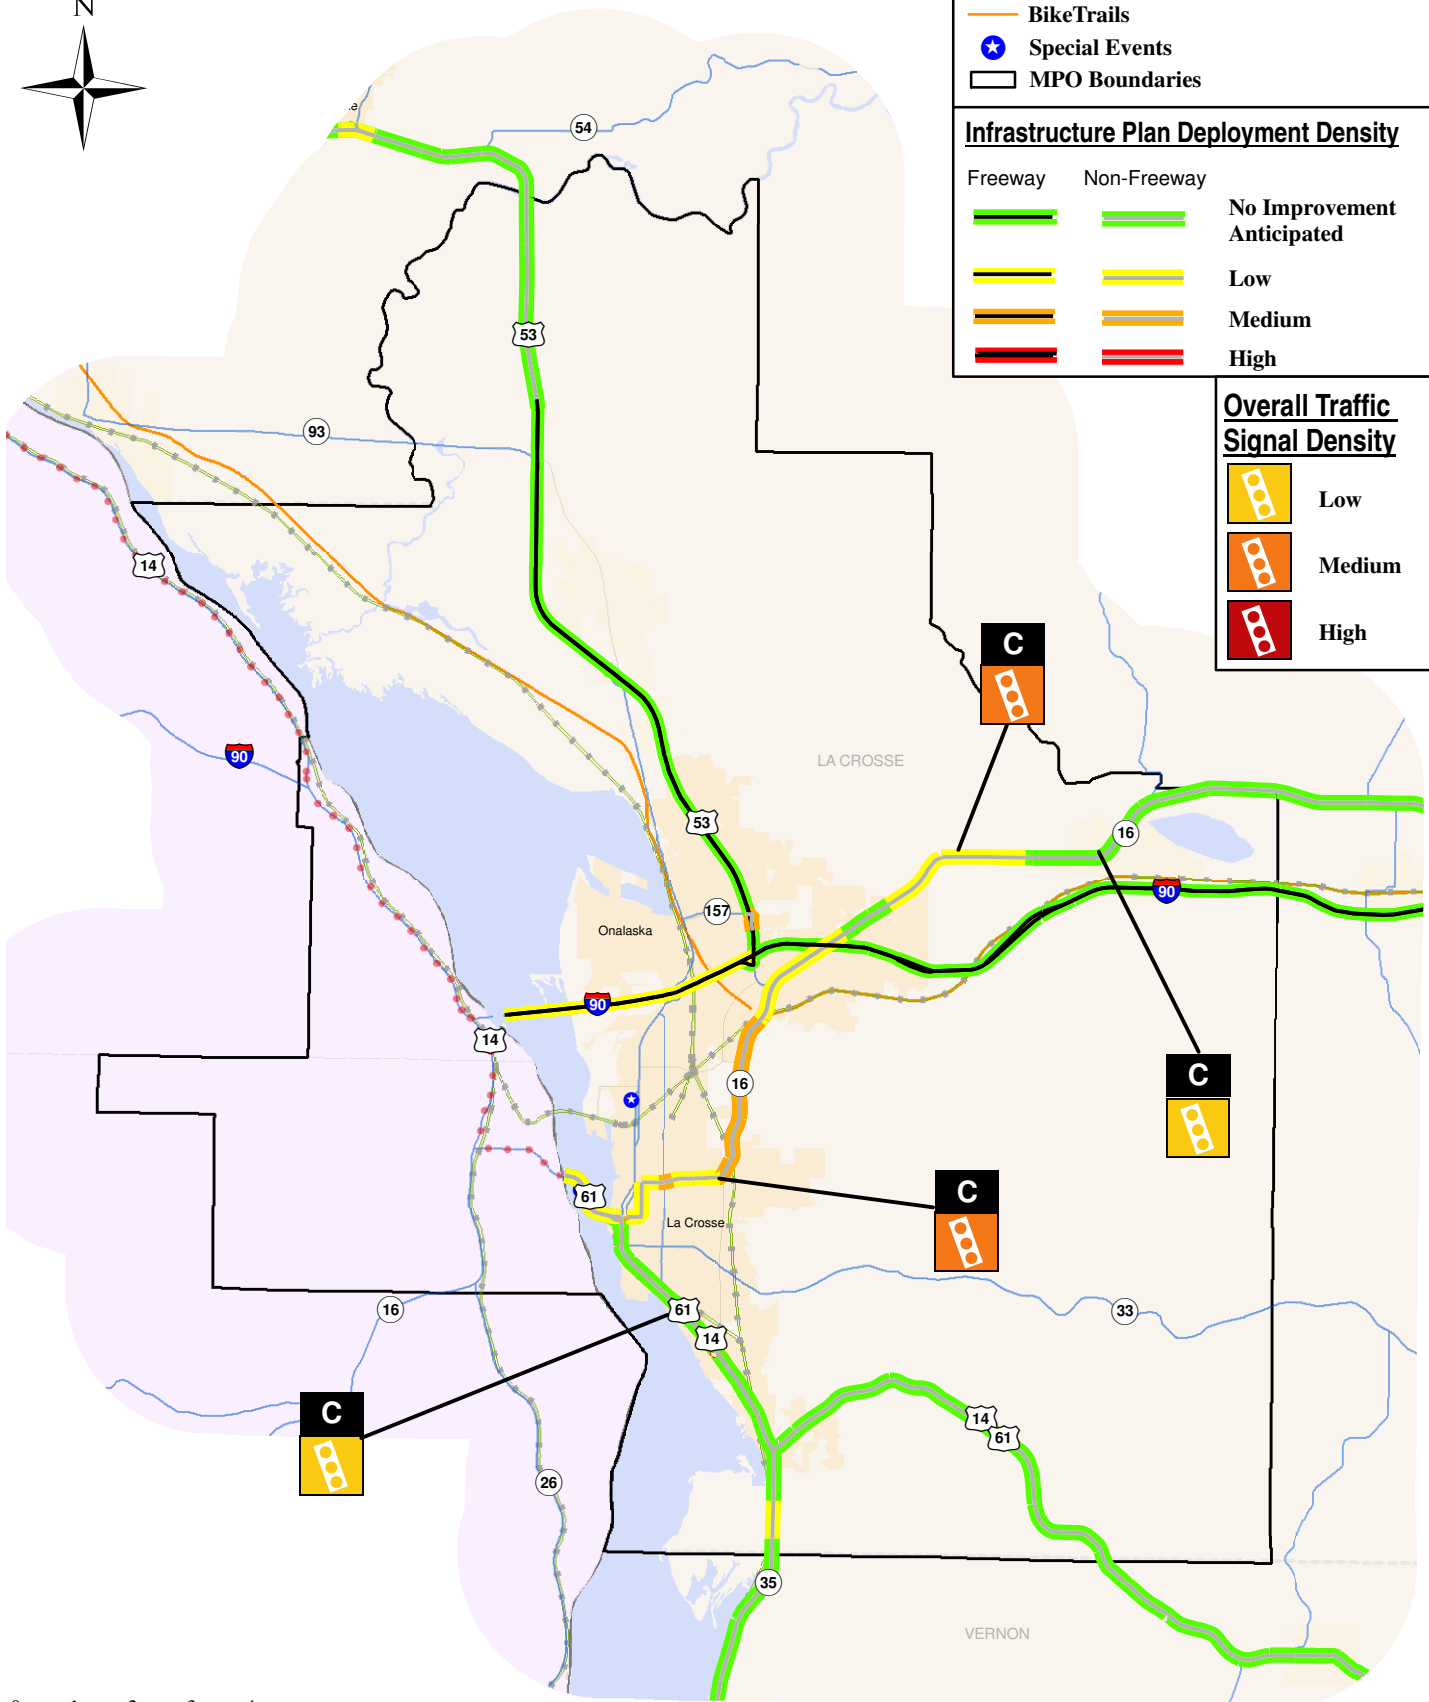 N
BikeTrails
Special Events
MPO Boundaries
Infrastructure Plan Deployment Density
Freeway Non-Freeway
No Improvement
Anticipated
Low
Medium
High
Overall Traffic
Signal Density
Low
Medium
High
54
53
93
14
C
90
LA CROSSE
53
16
90
157
Onalaska
90
14
16
C
C
61
La Crosse
61
16
33
14
C
14
61
26
35
VERNON